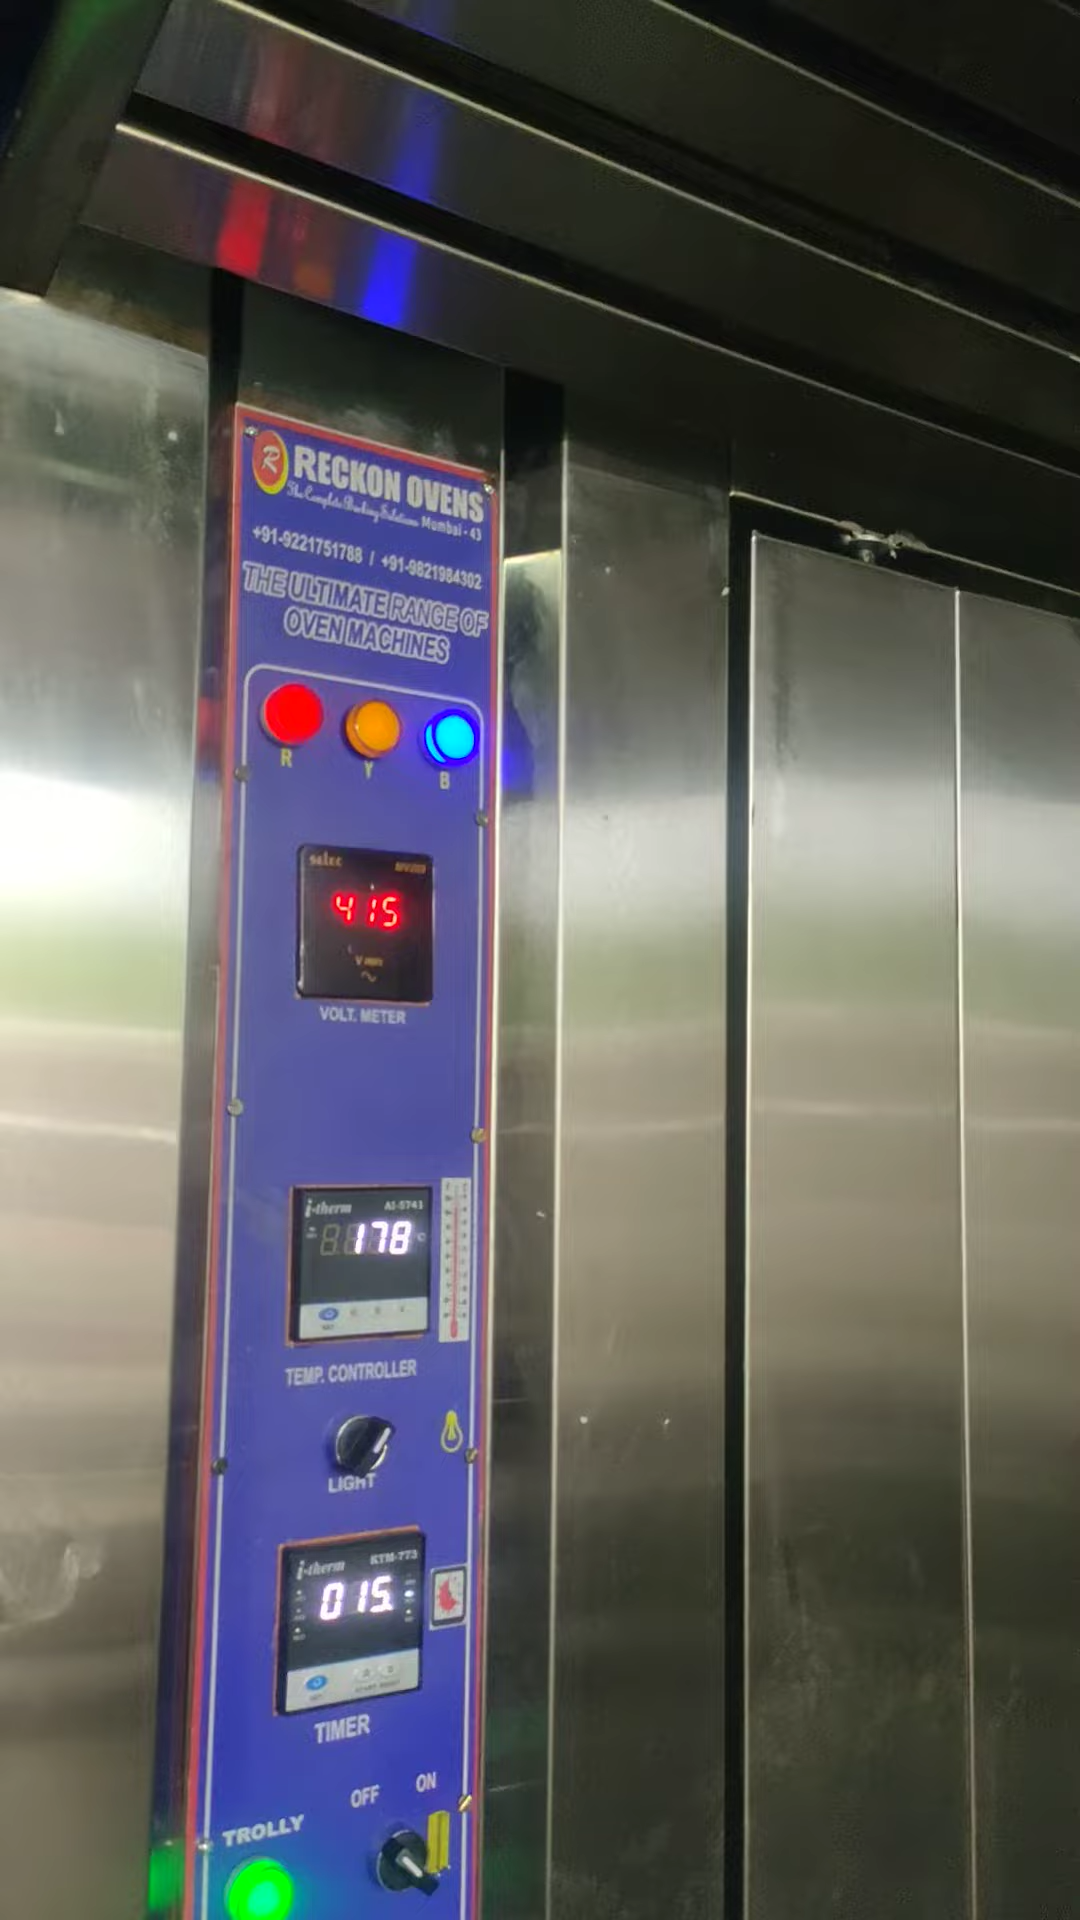 R RECKON OVENS
The Complete Baking Solutions Mumbai - 43
+91-9221751788 / +91-9821984302
THE ULTIMATE RANGE OF
OVEN MACHINES
R Y B
selec
415
V
VOLT. METER
i-therm AI-5741
178 °C
TEMP. CONTROLLER
LIGHT
i-therm KTM-773
015
TIMER
OFF ON
TROLLY